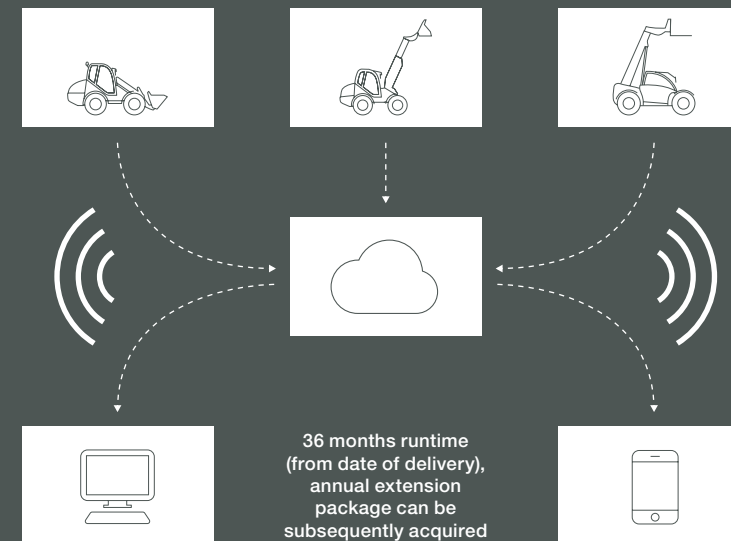 36 months runtime
(from date of delivery),
annual extension
package can be
subsequently acquired